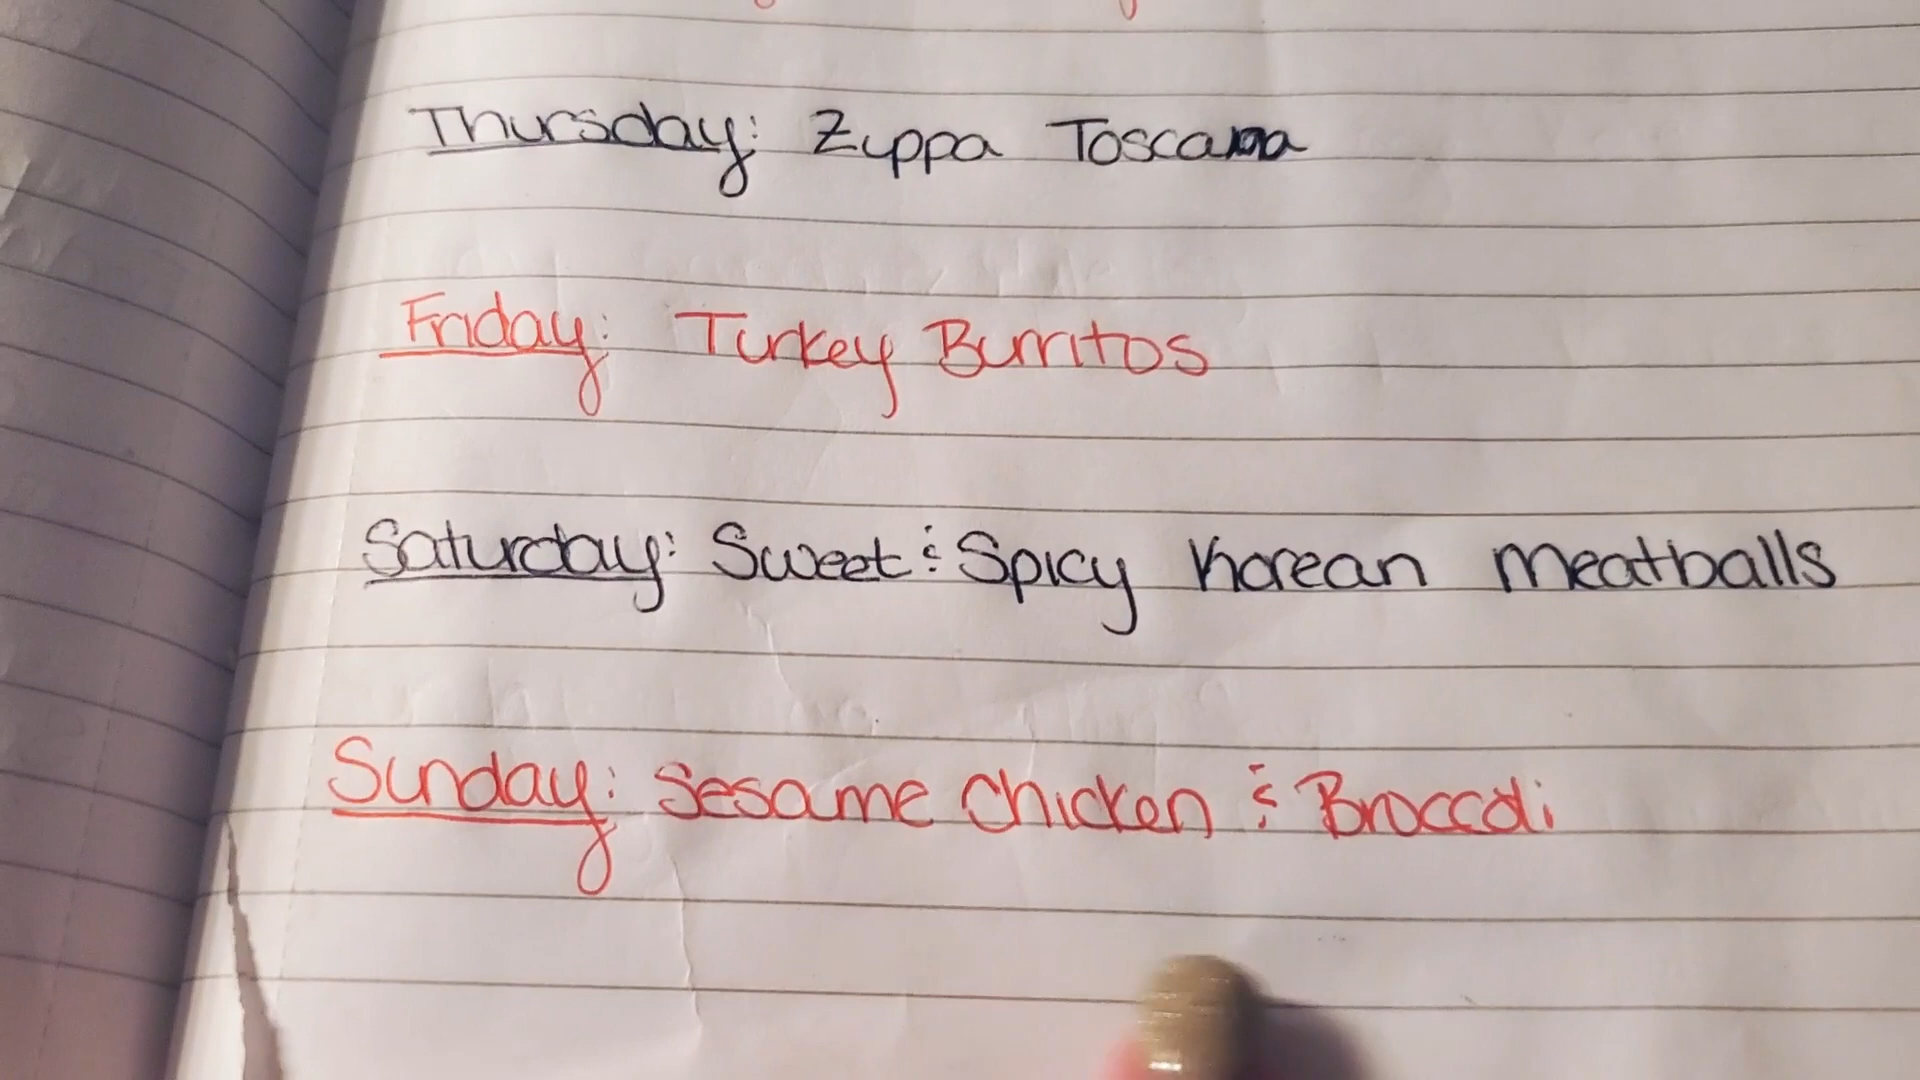 Thursday: Zuppa Toscana
Friday: Turkey Burritos
Saturday: Sweet & Spicy Korean Meatballs
Sunday: Sesame Chicken & Broccoli